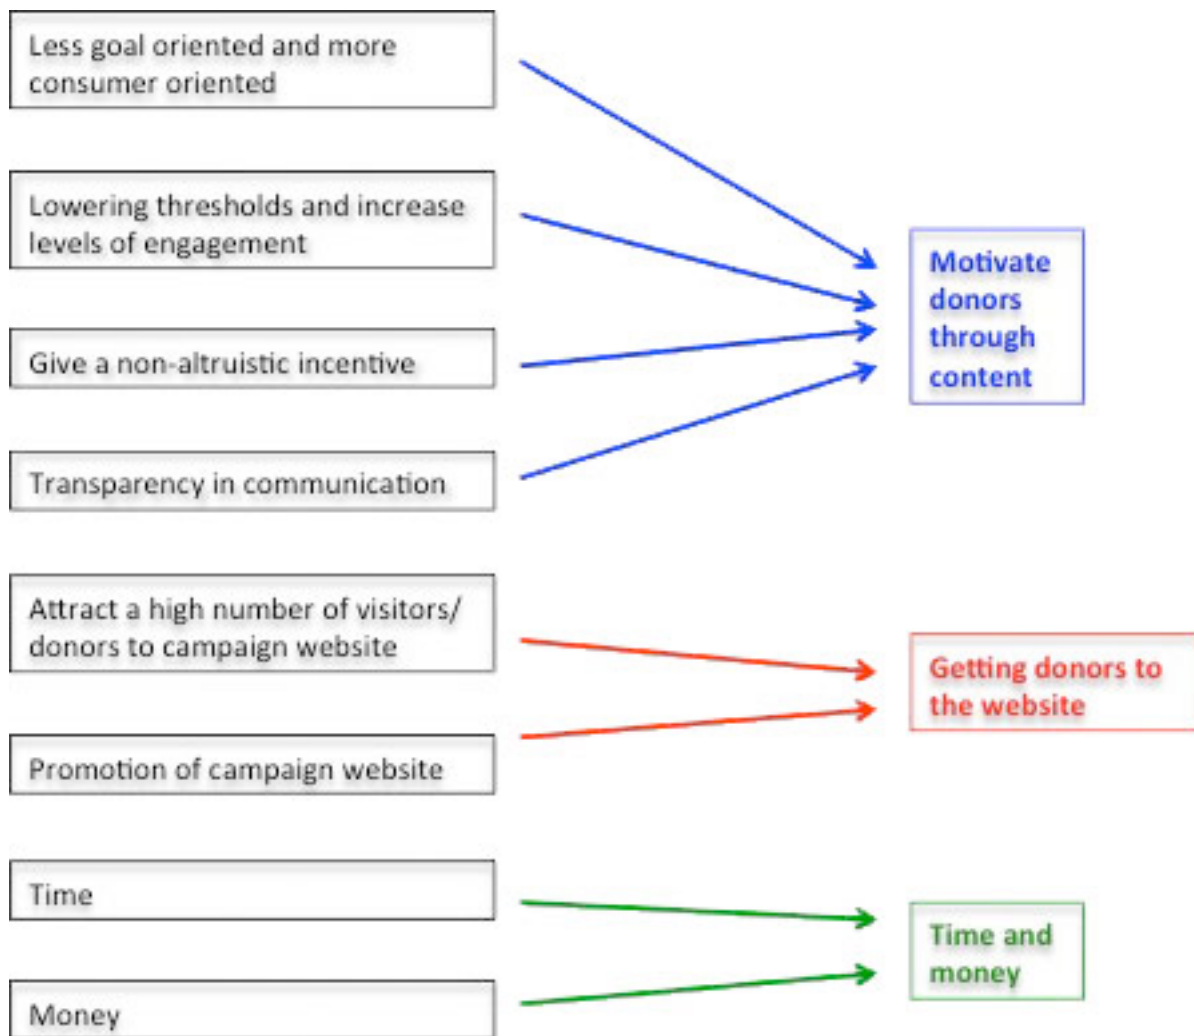 Less goal oriented and more
consumer oriented
Lowering thresholds and increase
levels of engagement
Give a non-altruistic incentive
Transparency in communication
Attract a high number of visitors/
donors to campaign website
Promotion of campaign website
Time
Money
Motivate
donors
through
content
Getting donors to
the website
Time and
money